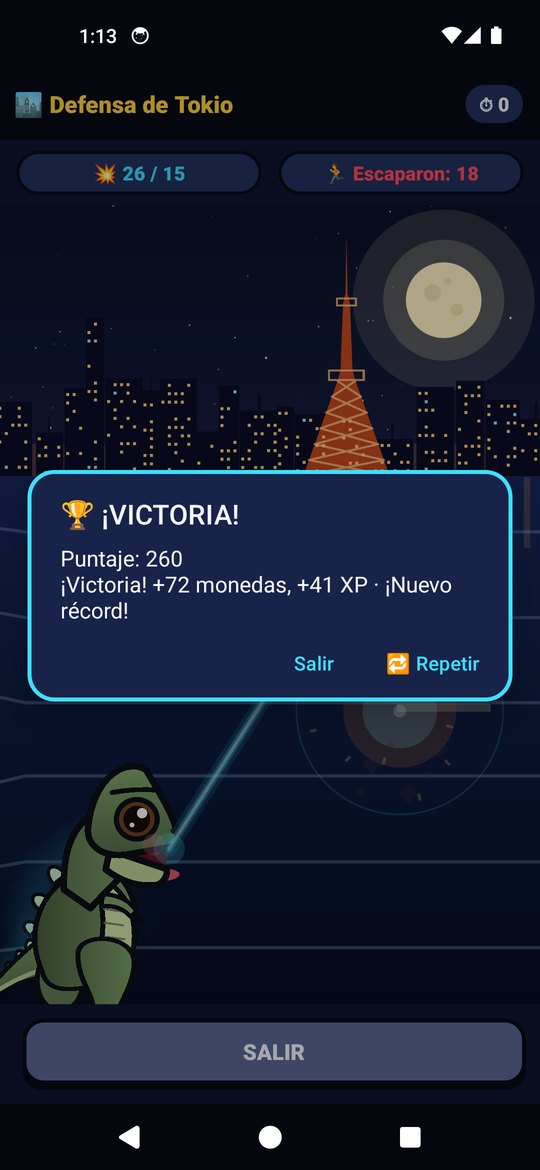 1:13
Defensa de Tokio
0
26 / 15
Escaparon: 18
¡VICTORIA!
Puntaje: 260
¡Victoria! +72 monedas, +41 XP · ¡Nuevo
récord!
Salir
Repetir
SALIR